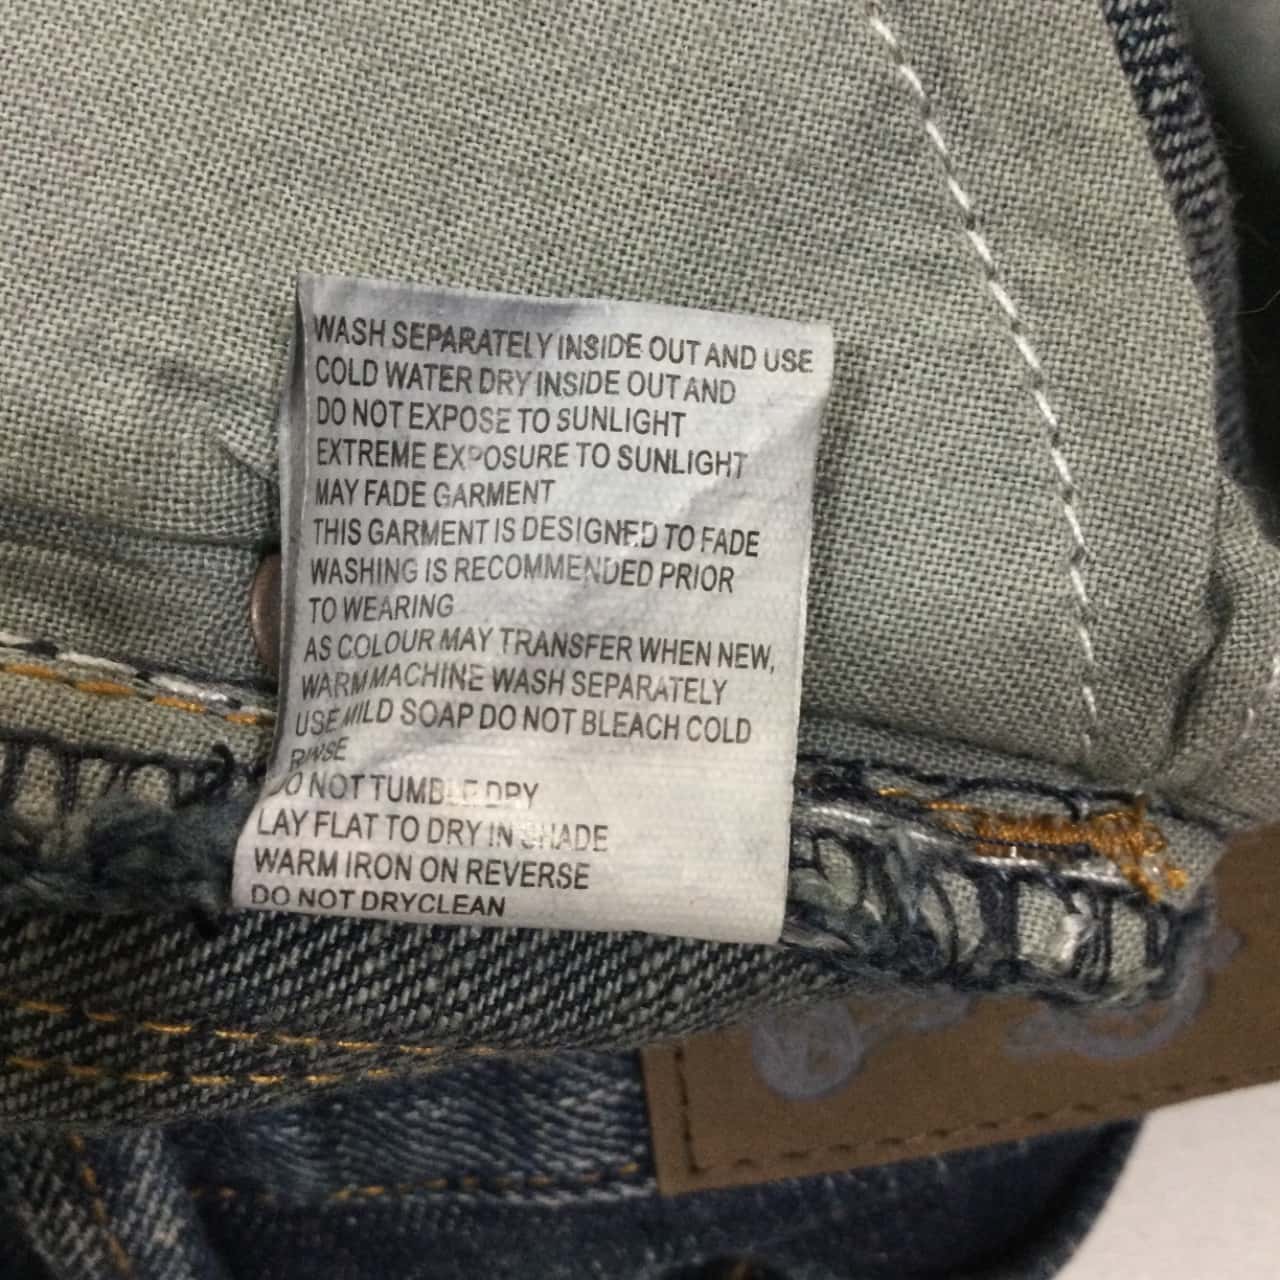 WASH SEPARATELY INSIDE OUT AND USE
COLD WATER DRY INSIDE OUT AND
DO NOT EXPOSE TO SUNLIGHT
EXTREME EXPOSURE TO SUNLIGHT
MAY FADE GARMENT
THIS GARMENT IS DESIGNED TO FADE
WASHING IS RECOMMENDED PRIOR
TO WEARING
AS COLOUR MAY TRANSFER WHEN NEW,
WARM MACHINE WASH SEPARATELY
USE MILD SOAP DO NOT BLEACH COLD
RINSE
DO NOT TUMBLE DRY
LAY FLAT TO DRY IN SHADE
WARM IRON ON REVERSE
DO NOT DRYCLEAN